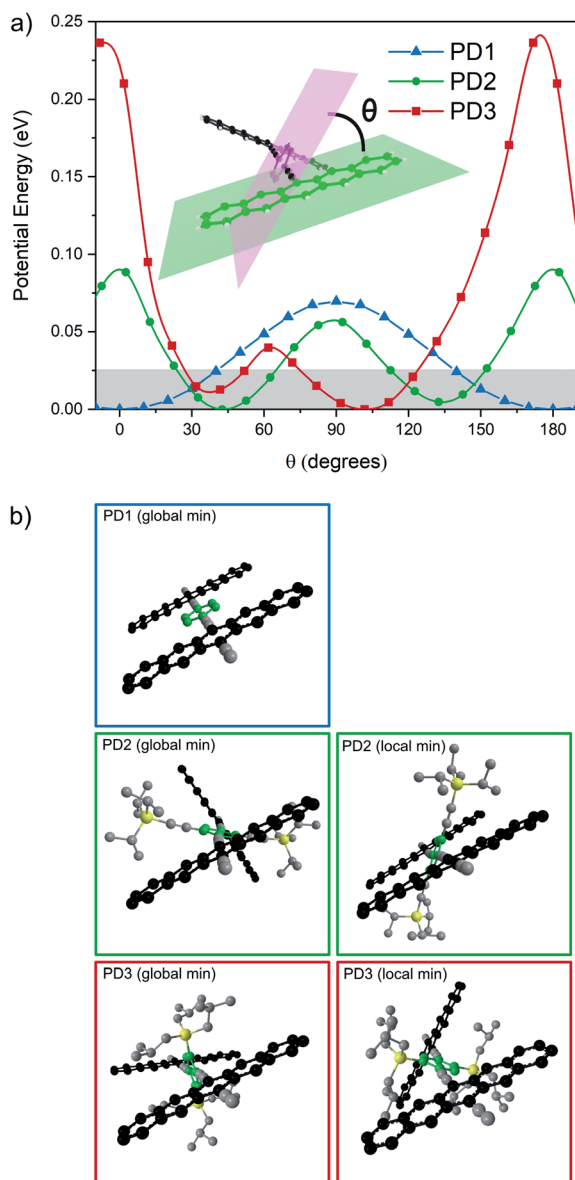 a)
0.25
0.20
0.15
0.10
0.05
0.00
Potential Energy (eV)
PD1
PD2
PD3
θ
0 30 60 90 120 150 180
θ (degrees)
b)
PD1 (global min)
PD2 (global min) PD2 (local min)
PD3 (global min) PD3 (local min)